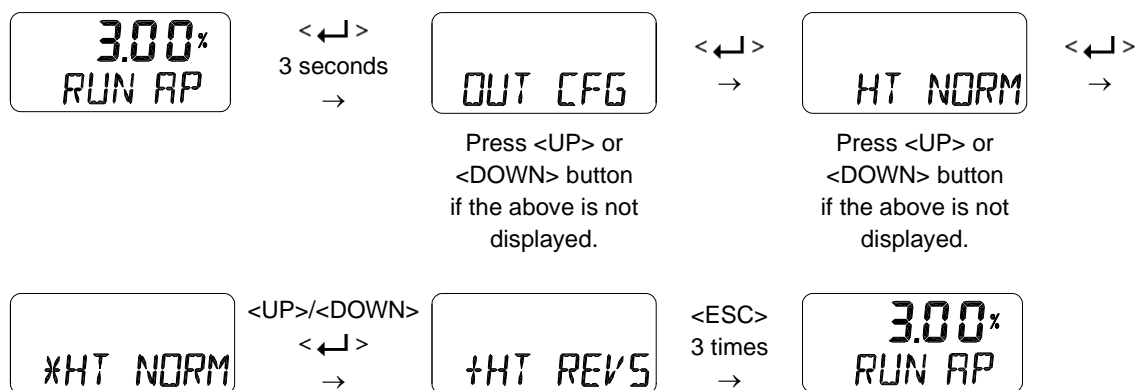 3.00%
RUN AP
< ↵ >
3 seconds
→
OUT CFG
Press <UP> or
<DOWN> button
if the above is not
displayed.
< ↵ >
→
HT NORM
Press <UP> or
<DOWN> button
if the above is not
displayed.
< ↵ >
→
*HT NORM
<UP>/<DOWN>
< ↵ >
→
+HT REVS
<ESC>
3 times
→
3.00%
RUN AP